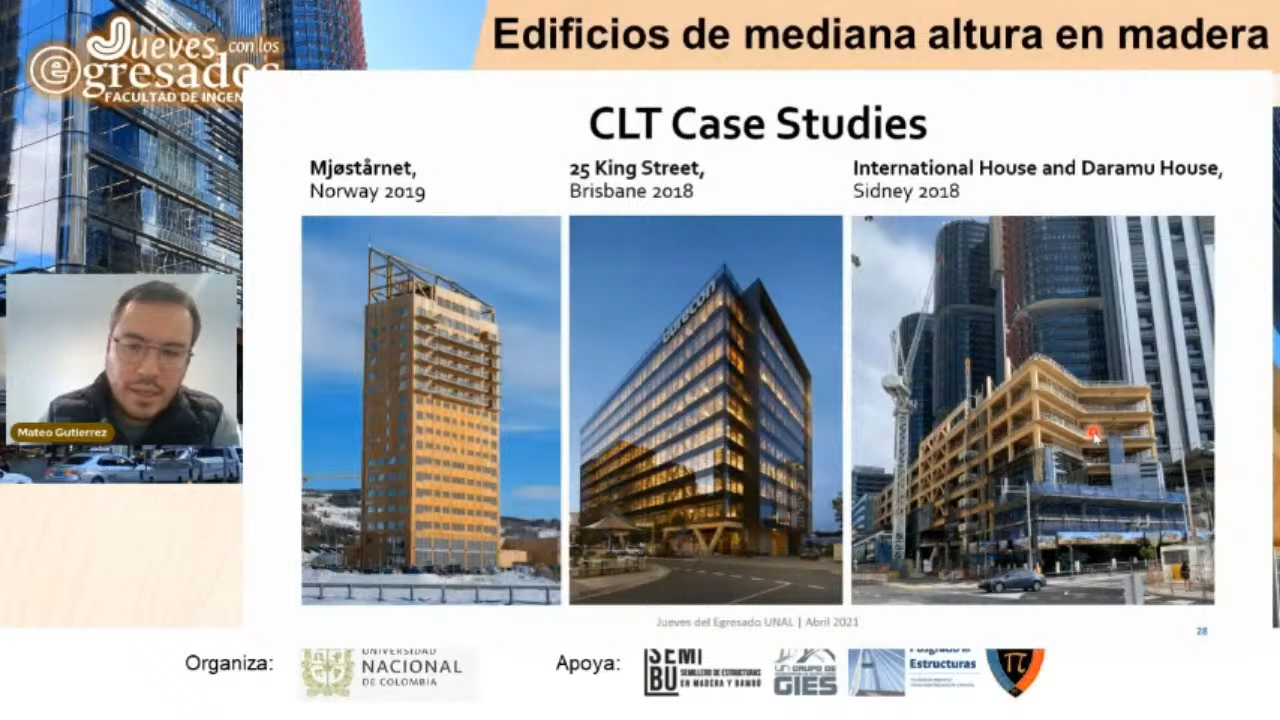 Edificios de mediana altura en madera
Jueves con los
egresados
FACULTAD DE INGEN
CLT Case Studies
Mjøstårnet,
Norway 2019
25 King Street,
Brisbane 2018
International House and Daramu House,
Sidney 2018
aurecon
Mateo Gutierrez
Jueves del Egresado UNAL | Abril 2021
28
Organiza:
UNIVERSIDAD
NACIONAL
DE COLOMBIA
Apoya:
SEMI
BU
SEMILLERO DE ESTRUCTURAS
EN MADERA Y BAMBÚ
UN GRUPO DE
GIES
Posgrado en
Estructuras
π